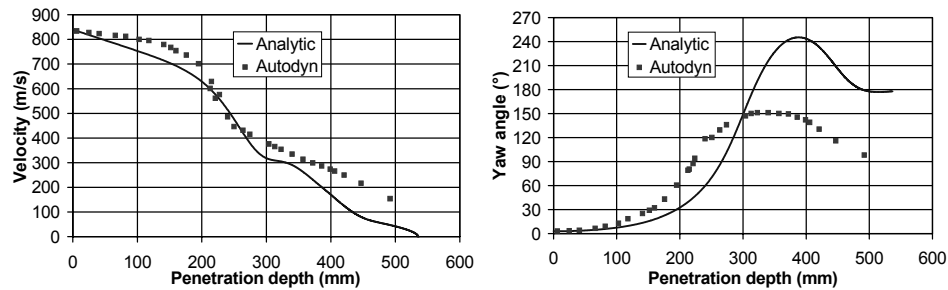 900
800
700
600
500
400
300
200
100
0
Velocity (m/s)
Analytic
Autodyn
0 100 200 300 400 500 600
Penetration depth (mm)
270
240
210
180
150
120
90
60
30
0
Yaw angle (°)
Analytic
Autodyn
0 100 200 300 400 500 600
Penetration depth (mm)